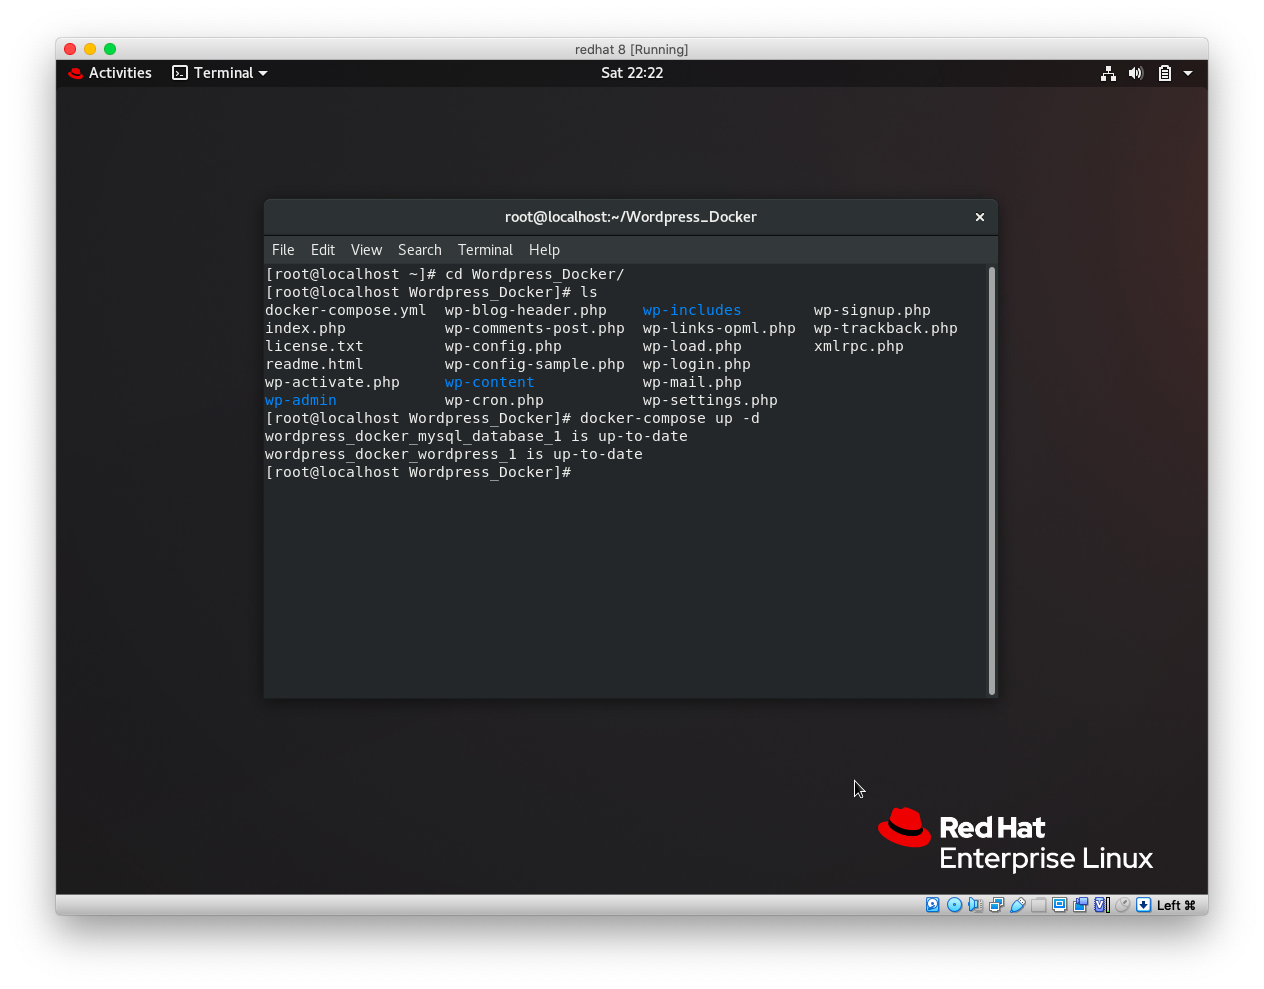 redhat 8 [Running]
Activities Terminal Sat 22:22
root@localhost:~/Wordpress_Docker
File Edit View Search Terminal Help
[root@localhost ~]# cd Wordpress_Docker/
[root@localhost Wordpress_Docker]# ls
docker-compose.yml wp-blog-header.php wp-includes wp-signup.php
index.php wp-comments-post.php wp-links-opml.php wp-trackback.php
license.txt wp-config.php wp-load.php xmlrpc.php
readme.html wp-config-sample.php wp-login.php
wp-activate.php wp-content wp-mail.php
wp-admin wp-cron.php wp-settings.php
[root@localhost Wordpress_Docker]# docker-compose up -d
wordpress_docker_mysql_database_1 is up-to-date
wordpress_docker_wordpress_1 is up-to-date
[root@localhost Wordpress_Docker]#
Red Hat
Enterprise Linux
Left ⌘